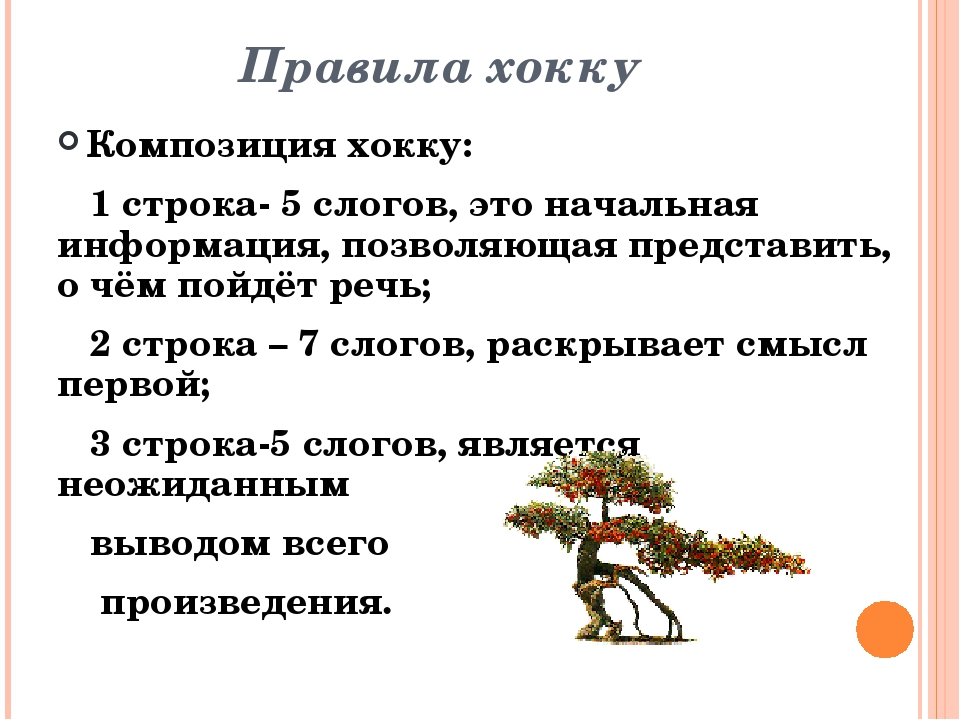 Правила хокку
Композиция хокку:
1 строка- 5 слогов, это начальная
информация, позволяющая представить,
о чём пойдёт речь;
2 строка – 7 слогов, раскрывает смысл
первой;
3 строка-5 слогов, является
неожиданным
выводом всего
произведения.